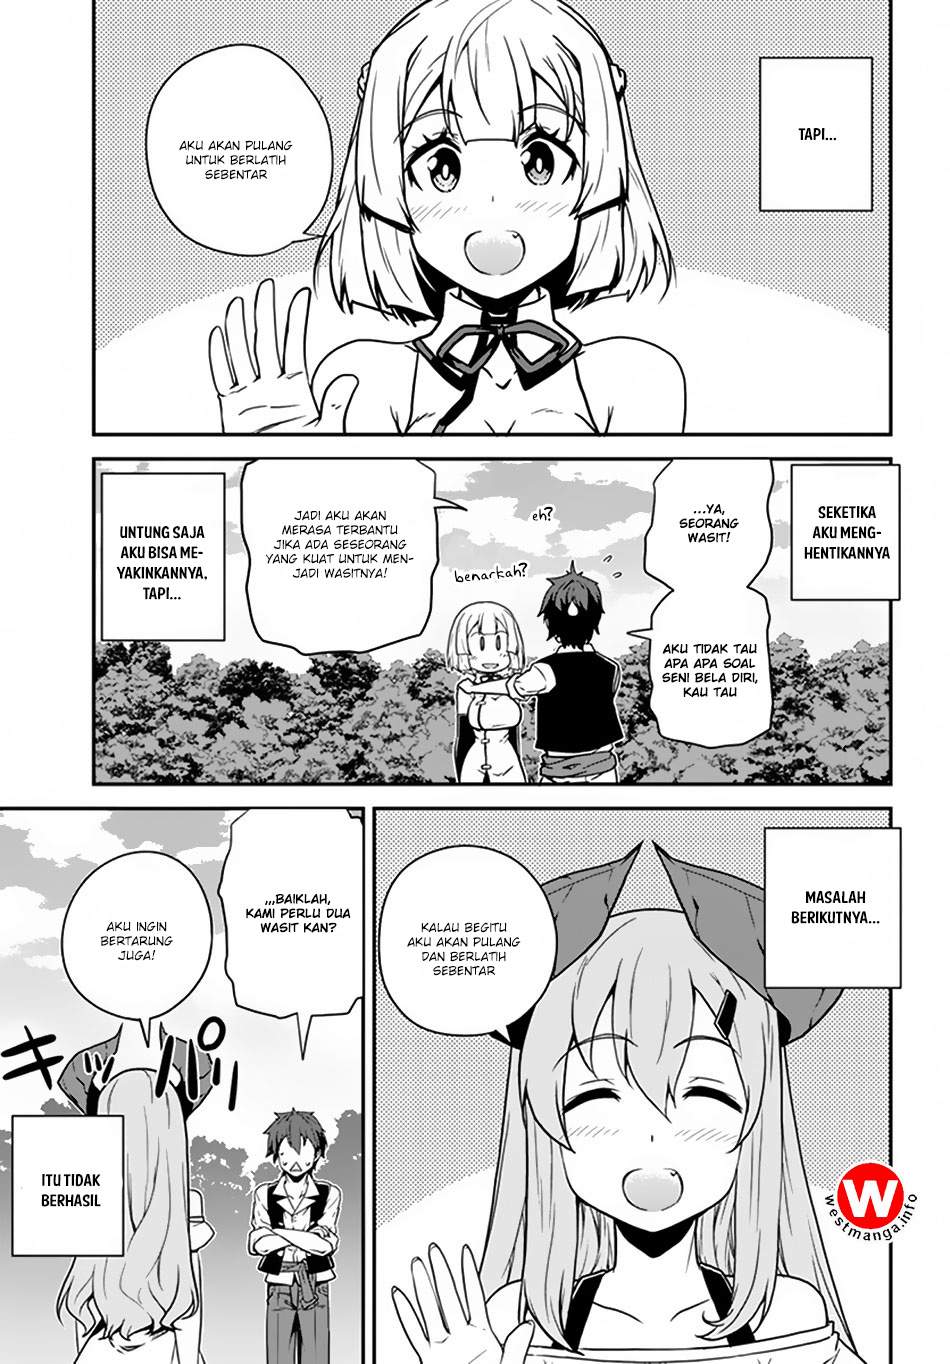 TAPI...
AKU AKAN PULANG
UNTUK BERLATIH
SEBENTAR
SEKETIKA
AKU MENG-
HENTIKANNYA
...YA,
SEORANG
WASIT!
AKU TIDAK TAU
APA APA SOAL
SENI BELA DIRI,
KAU TAU
eh?
benarkah?
JADI AKU AKAN
MERASA TERBANTU
JIKA ADA SESEORANG
YANG KUAT UNTUK MEN-
JADI WASITNYA!
UNTUNG SAJA
AKU BISA ME-
YAKINKANNYA,
TAPI...
MASALAH
BERIKUTNYA...
KALAU BEGITU
AKU AKAN PULANG
DAN BERLATIH
SEBENTAR
,,,BAIKLAH,
KAMI PERLU DUA
WASIT KAN?
AKU INGIN
BERTARUNG
JUGA!
キッパリ
ITU TIDAK
BERHASIL
W
westmanga.info